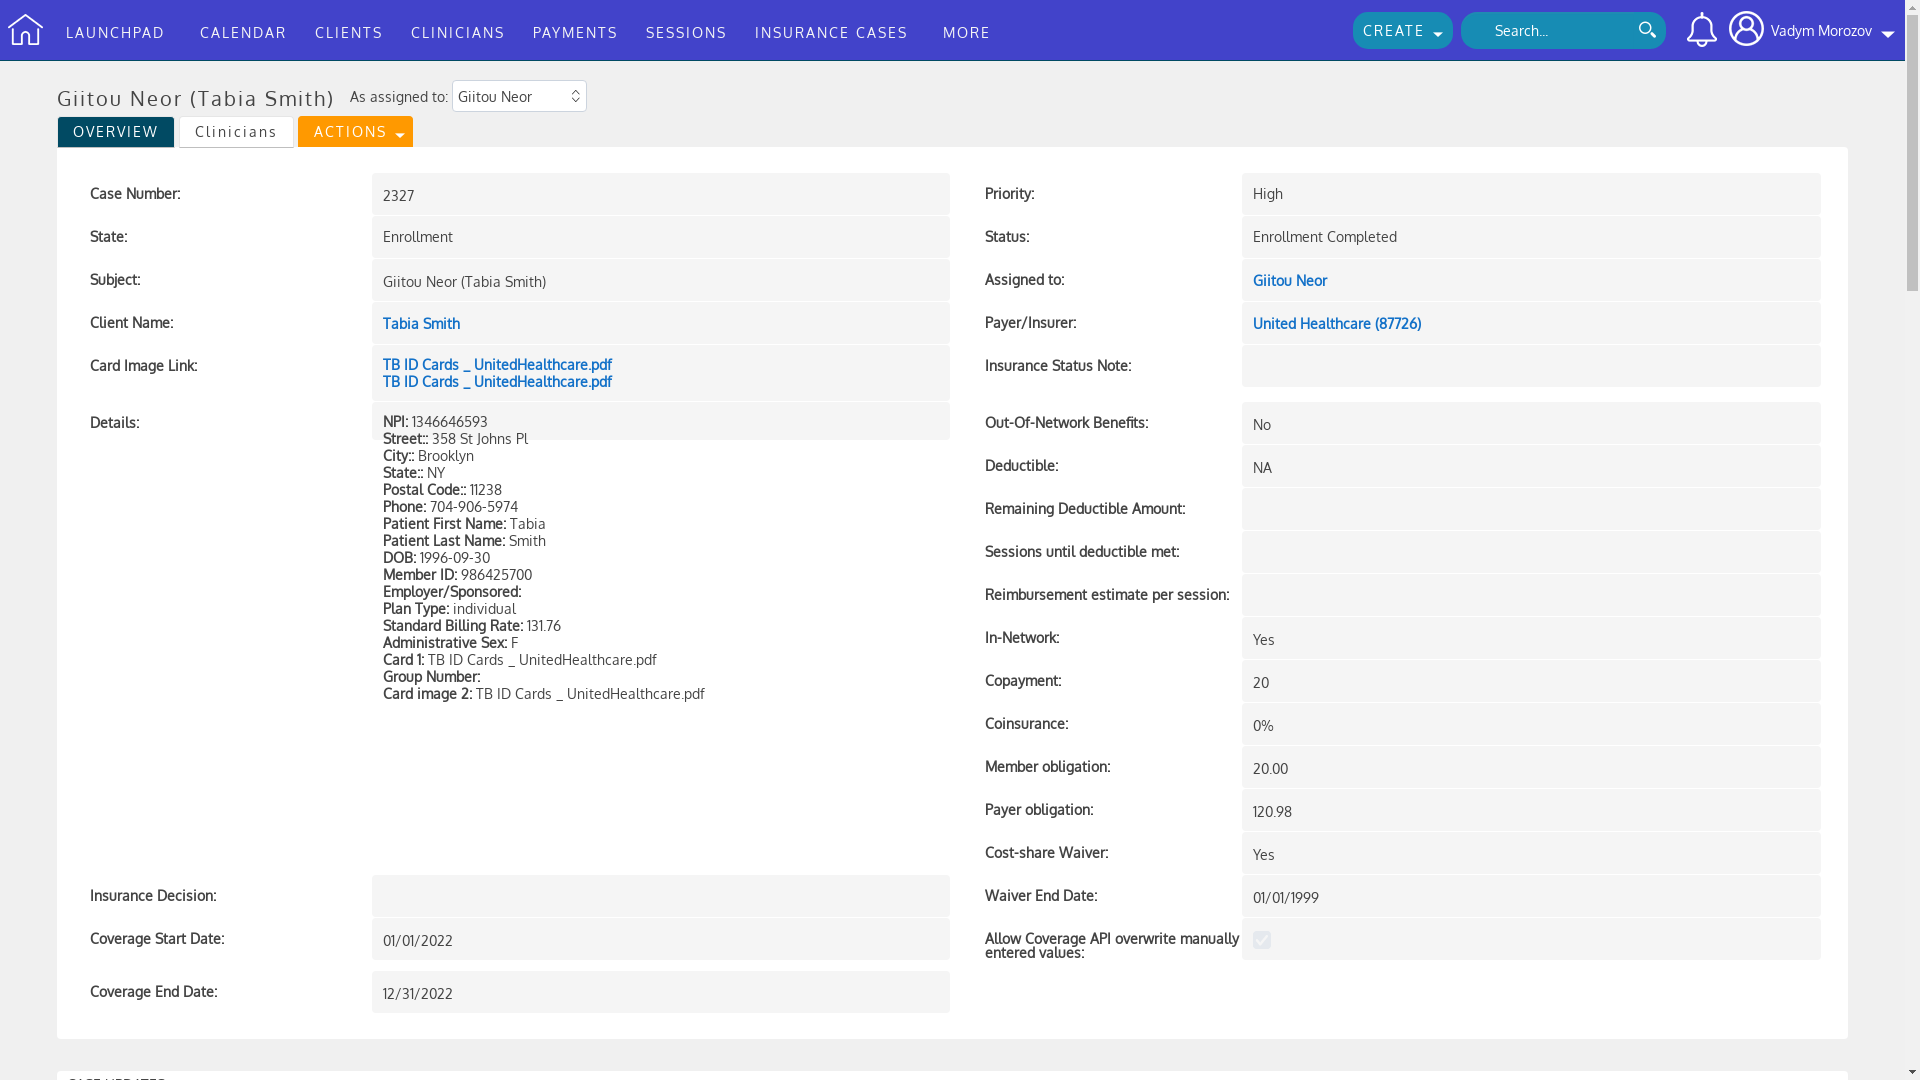 LAUNCHPAD CALENDAR CLIENTS CLINICIANS PAYMENTS SESSIONS INSURANCE CASES MORE CREATE Search... Vadym Morozov
Giitou Neor (Tabia Smith) As assigned to: Giitou Neor
OVERVIEW Clinicians ACTIONS
Case Number: 2327
Priority: High
State: Enrollment
Status: Enrollment Completed
Subject: Giitou Neor (Tabia Smith)
Assigned to: Giitou Neor
Client Name: Tabia Smith
Payer/Insurer: United Healthcare (87726)
Card Image Link: TB ID Cards _ UnitedHealthcare.pdf
TB ID Cards _ UnitedHealthcare.pdf
Insurance Status Note:
Details: NPI: 1346646593
Street:: 358 St Johns Pl
City:: Brooklyn
State:: NY
Postal Code:: 11238
Phone: 704-906-5974
Patient First Name: Tabia
Patient Last Name: Smith
DOB: 1996-09-30
Member ID: 986425700
Employer/Sponsored:
Plan Type: individual
Standard Billing Rate: 131.76
Administrative Sex: F
Card 1: TB ID Cards _ UnitedHealthcare.pdf
Group Number:
Card image 2: TB ID Cards _ UnitedHealthcare.pdf
Out-Of-Network Benefits: No
Deductible: NA
Remaining Deductible Amount:
Sessions until deductible met:
Reimbursement estimate per session:
In-Network: Yes
Copayment: 20
Coinsurance: 0%
Member obligation: 20.00
Payer obligation: 120.98
Cost-share Waiver: Yes
Insurance Decision:
Waiver End Date: 01/01/1999
Coverage Start Date: 01/01/2022
Allow Coverage API overwrite manually
entered values:
Coverage End Date: 12/31/2022
CASE UPDATES